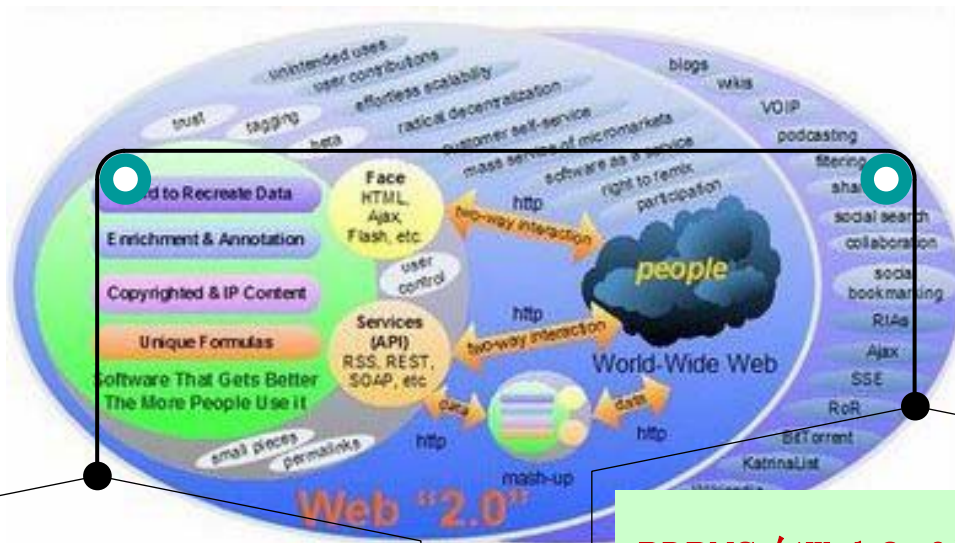 unintended uses
user contributions
effortless scalability
radical decentralization
customer self-service
mass service of micromarkets
software as a service
right to remix
participation
trust
tagging
beta
to Recreate Data
Enrichment & Annotation
Copyrighted & IP Content
Unique Formulas
Software That Gets Better
The More People Use it
Face
HTML,
Ajax,
Flash, etc.
user
control
Services
(API)
RSS, REST,
SOAP, etc
http
two-way interaction
http
two-way interaction
people
World-Wide Web
data
http
data
http
mash-up
small pieces
permalinks
Web "2.0"
blogs
wikis
VOIP
podcasting
filtering
social search
collaboration
social
bookmarking
RIAs
Ajax
SSE
RoR
BitTorrent
KatrinaList